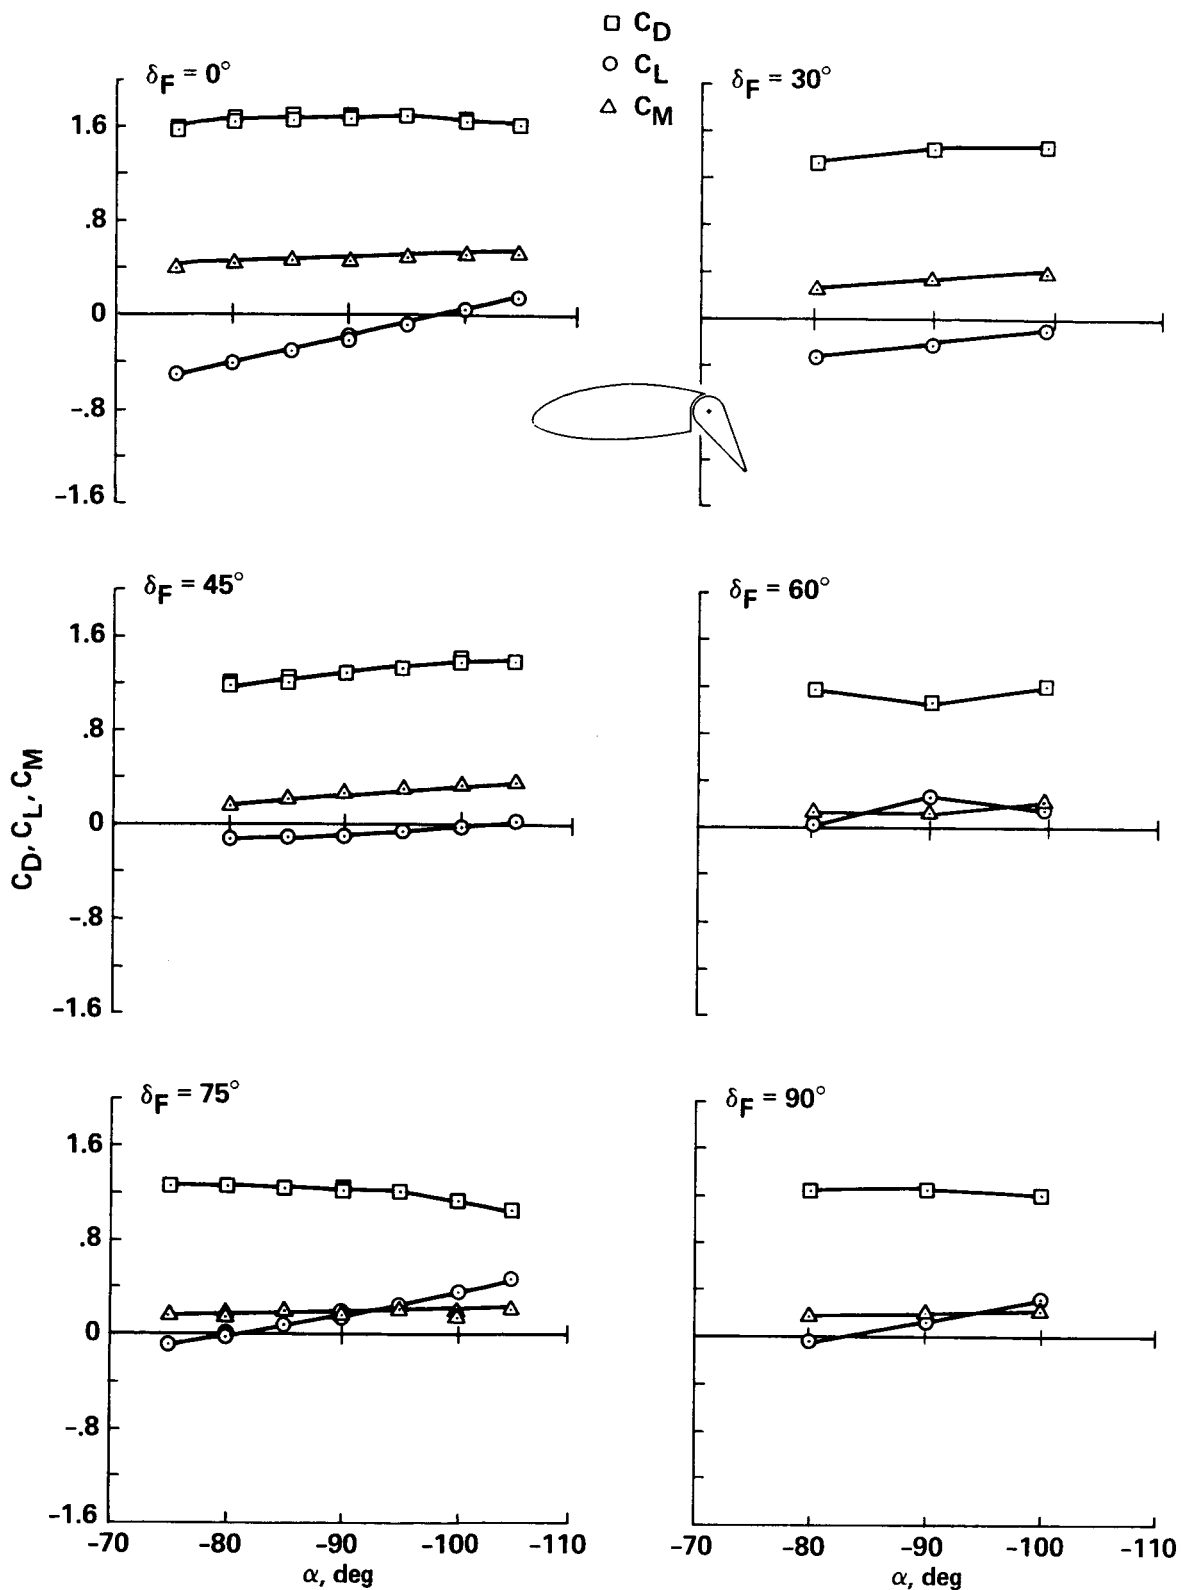 □ C_D
○ C_L
△ C_M
δ_F = 0°
1.6
.8
0
-.8
-1.6
δ_F = 30°
C_D, C_L, C_M
δ_F = 45°
1.6
.8
0
-.8
-1.6
δ_F = 60°
δ_F = 75°
1.6
.8
0
-.8
-1.6
-70 -80 -90 -100 -110
α, deg
δ_F = 90°
-70 -80 -90 -100 -110
α, deg